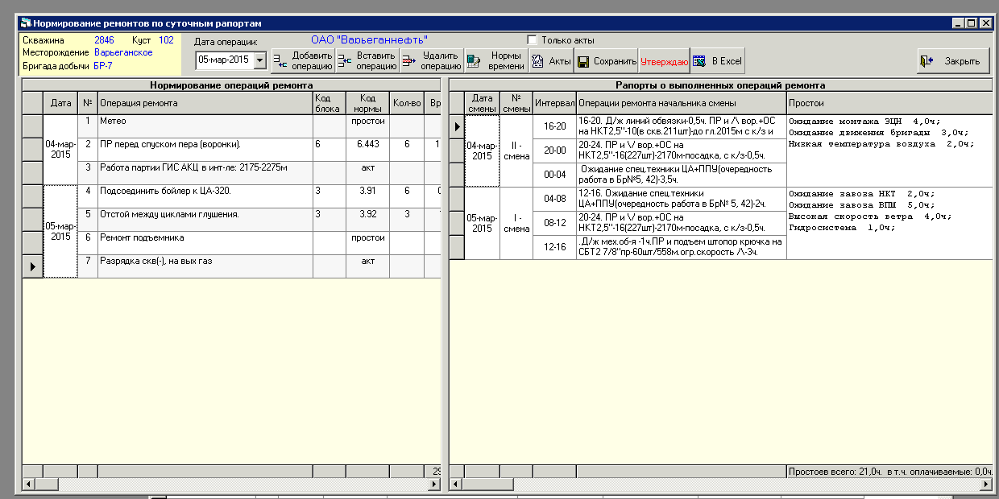 Нормирование ремонтов по суточным рапортам
Скважина 2846 Куст 102
Месторождение Варьеганское
Бригада добычи БР-7
Дата операции:
05-мар-2015
ОАО "Варьеганнефть"
Только акты
Добавить операцию
Вставить операцию
Удалить операцию
Нормы времени
Акты
Сохранить
Утверждаю
В Excel
Закрыть
Нормирование операций ремонта
Дата № Операция ремонта Код блока Код нормы Кол-во Вр
04-мар-2015
1 Метео простои
2 ПР перед спуском пера (воронки). 6 6.443 6 1
3 Работа партии ГИС АКЦ в инт-ле: 2175-2275м акт
05-мар-2015
4 Подсоединить бойлер к ЦА-320. 3 3.91 6
5 Отстой между циклами глушения. 3 3.92 3
6 Ремонт подъемника простои
7 Разрядка скв(-), на вых газ акт
29
Рапорты о выполненных операций ремонта
Дата смены № смены Интервал Операции ремонта начальника смены Простои
04-мар-2015 II - смена
16-20 16-20. Д/ж линий обвязки-0,5ч. ПР и /\ вор.+ОС
на НКТ2,5"-10(в скв.211шт)-до гл.2015м с к/з и
20-00 20-24. ПР и \/ вор.+ОС на
НКТ2,5"-16(227шт)-2170м-посадка, с к/з-0,5ч.
00-04 Ожидание спец.техники ЦА+ППУ(очередность
работа в Бр№5, 42)-3,5ч.
Ожидание монтажа ЭЦН 4,0ч;
Ожидание движения бригады 3,0ч;
Низкая температура воздуха 2,0ч;
05-мар-2015 I - смена
04-08 12-16. Ожидание спец.техники
ЦА+ППУ(очередность работа в Бр№ 5, 42)-2ч.
08-12 20-24. ПР и \/ вор.+ОС на
НКТ2,5"-16(227шт)-2170м-посадка, с к/з-0,5ч.
12-16 .Д/ж мех.об-я -1ч.ПР и подъем штопор крючка на
СБТ2 7/8"пр-60шт/558м.огр.скорость /\-3ч.
Ожидание завоза НКТ 2,0ч;
Ожидание ВПШ 5,0ч;
Высокая скорость ветра 4,0ч;
Гидросистема 1,0ч;
Простоев всего: 21,0ч. в т.ч. оплачиваемые: 0,0ч.